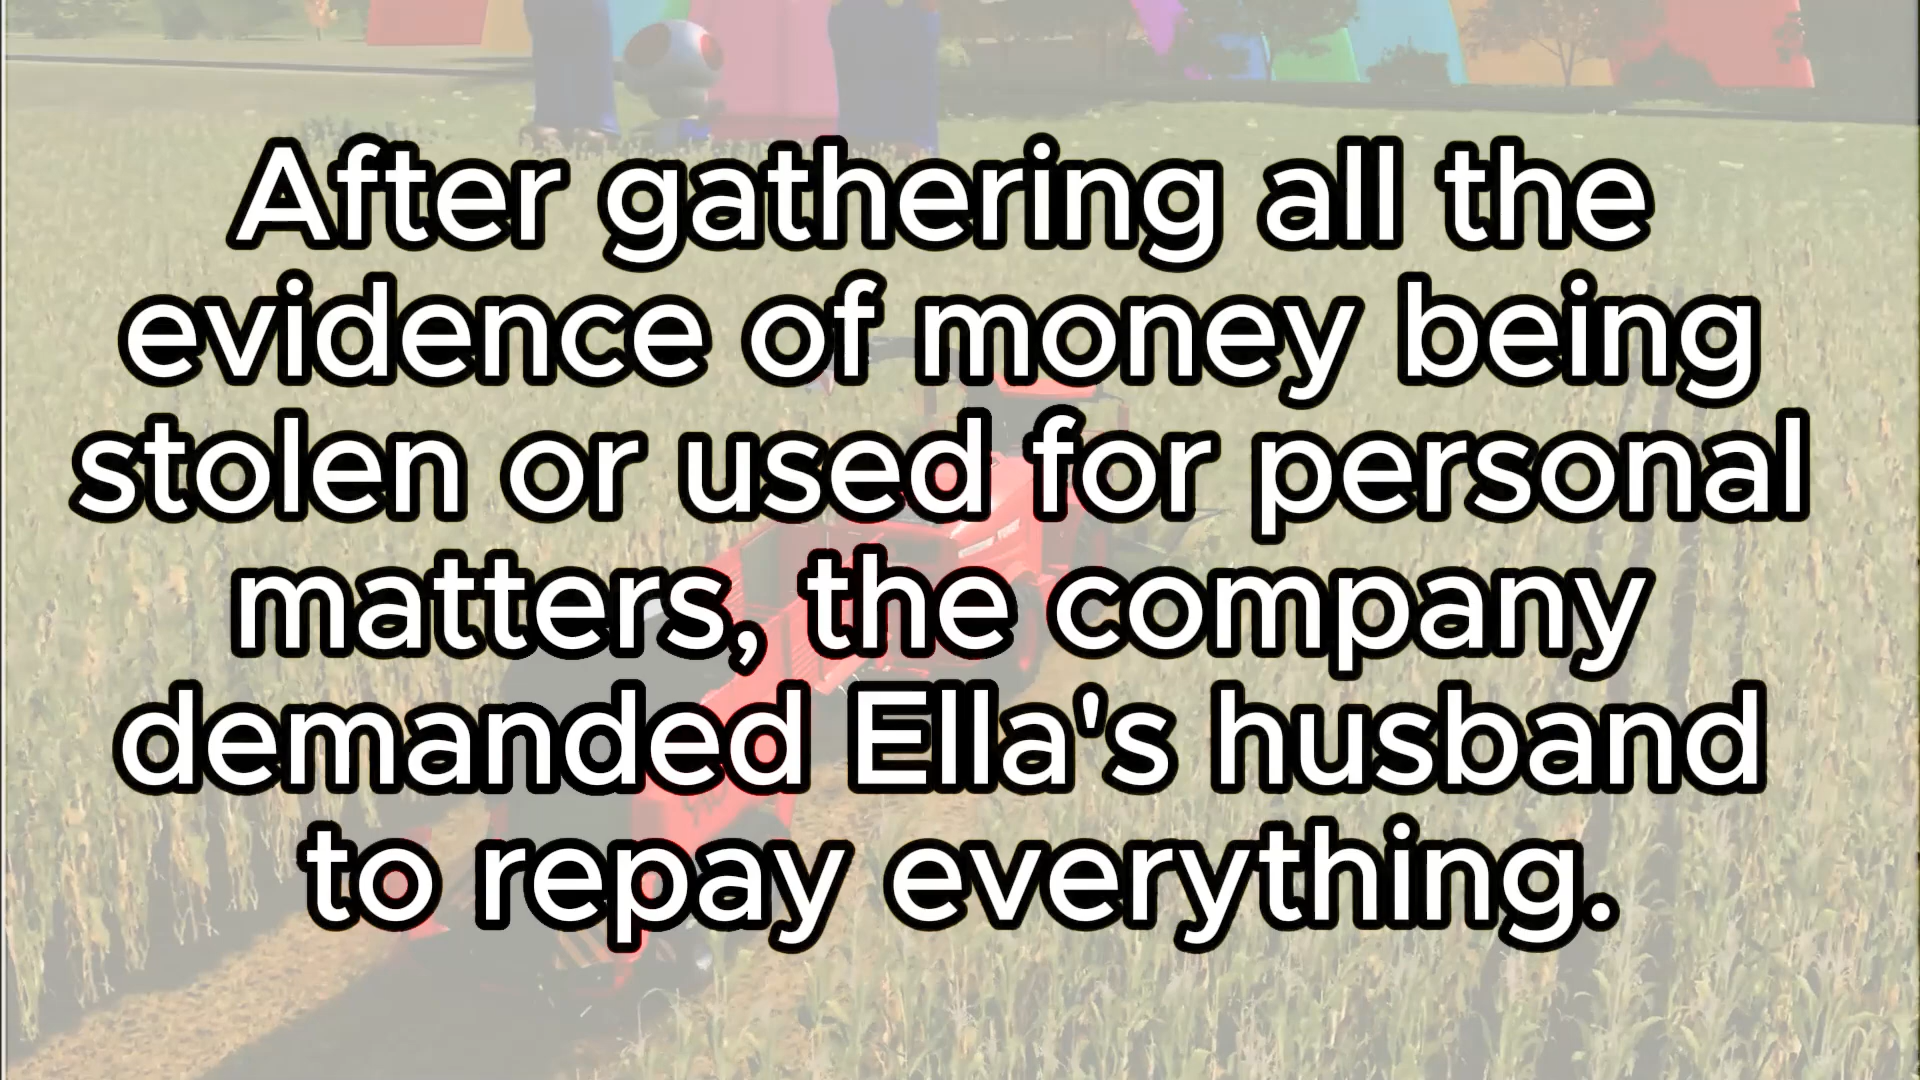 After gathering all the
evidence of money being
stolen or used for personal
matters, the company
demanded Ella's husband
to repay everything.